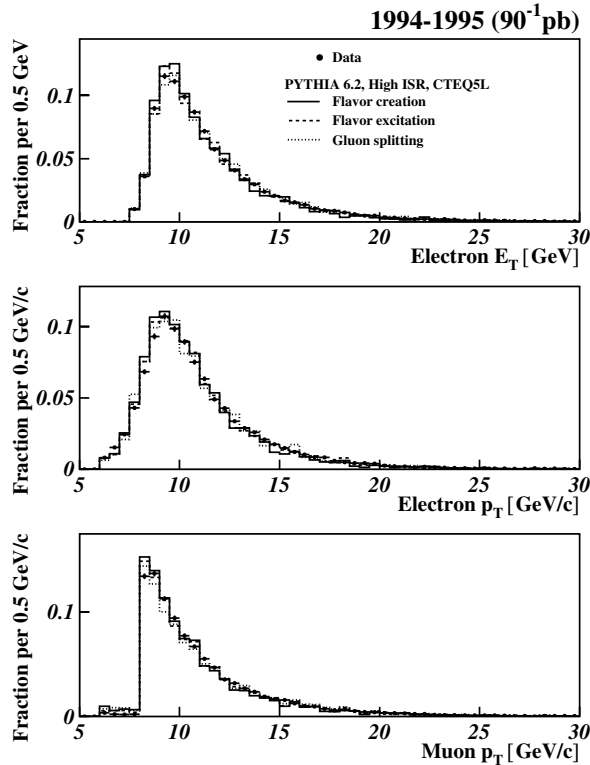 1994-1995 (90⁻¹pb)
Fraction per 0.5 GeV
0.1
0.05
0
Data
PYTHIA 6.2, High ISR, CTEQ5L
Flavor creation
Flavor excitation
Gluon splitting
5 10 15 20 25 30
Electron E_T [GeV]
Fraction per 0.5 GeV/c
0.1
0.05
0
5 10 15 20 25 30
Electron p_T [GeV/c]
Fraction per 0.5 GeV/c
0.1
0
5 10 15 20 25 30
Muon p_T [GeV/c]